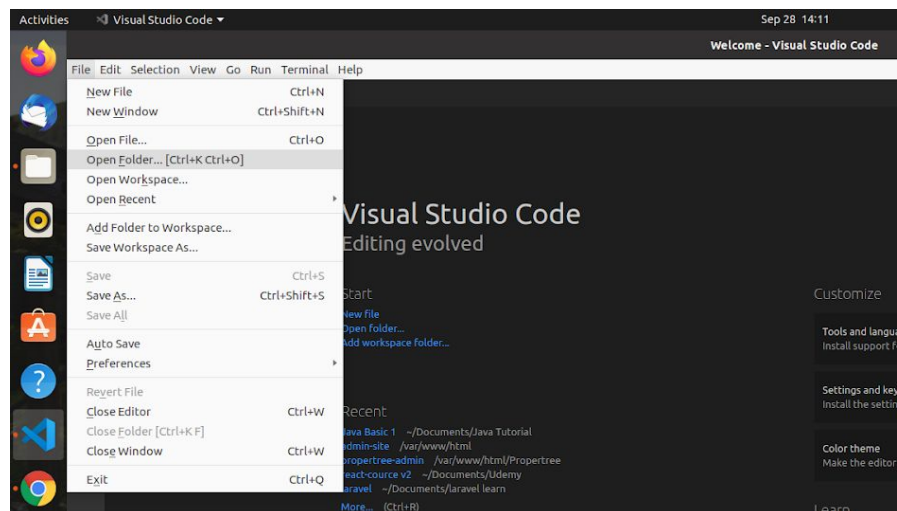 Activities Visual Studio Code Sep 28 14:11
Welcome - Visual Studio Code
File Edit Selection View Go Run Terminal Help
New File Ctrl+N
New Window Ctrl+Shift+N
Open File... Ctrl+O
Open Folder... [Ctrl+K Ctrl+O]
Open Workspace...
Open Recent
Add Folder to Workspace...
Save Workspace As...
Save Ctrl+S
Save As... Ctrl+Shift+S
Save All
Auto Save
Preferences
Revert File
Close Editor Ctrl+W
Close Folder [Ctrl+K F]
Close Window Ctrl+W
Exit Ctrl+Q
Visual Studio Code
Editing evolved
Start
New file
Open folder...
Add workspace folder...
Recent
Java Basic 1 ~/Documents/Java Tutorial
admin-site /var/www/html
propertree-admin /var/www/html/Propertree
react-cource v2 ~/Documents/Udemy
laravel ~/Documents/laravel learn
More... (Ctrl+R)
Customize
Tools and langua
Install support f
Settings and key
Install the settin
Color theme
Make the editor
Learn